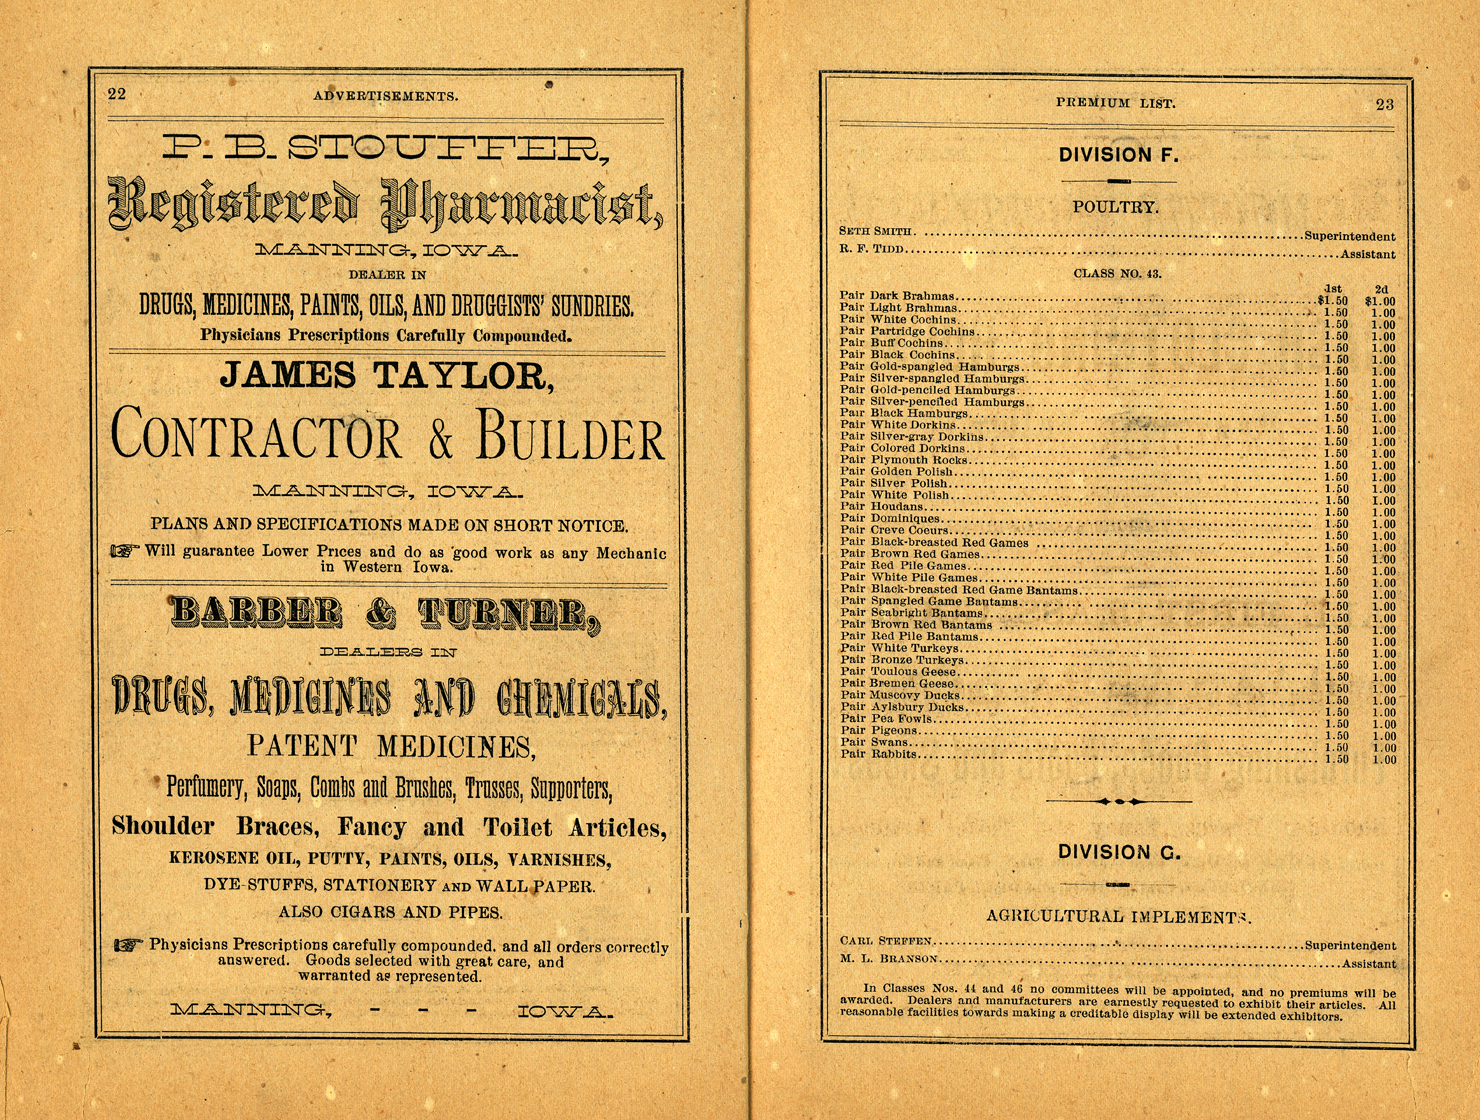 22
ADVERTISEMENTS.
P. B. STOUFFER,
Registered Pharmacist,
MANNING, IOWA.
DEALER IN
DRUGS, MEDICINES, PAINTS, OILS, AND DRUGGISTS' SUNDRIES.
Physicians Prescriptions Carefully Compounded.
JAMES TAYLOR,
CONTRACTOR & BUILDER
MANNING, IOWA.
PLANS AND SPECIFICATIONS MADE ON SHORT NOTICE.
☞ Will guarantee Lower Prices and do as good work as any Mechanic
in Western Iowa.
BARBER & TURNER,
DEALERS IN
DRUGS, MEDICINES AND CHEMICALS,
PATENT MEDICINES,
Perfumery, Soaps, Combs and Brushes, Trusses, Supporters,
Shoulder Braces, Fancy and Toilet Articles,
KEROSENE OIL, PUTTY, PAINTS, OILS, VARNISHES,
DYE-STUFFS, STATIONERY AND WALL PAPER.
ALSO CIGARS AND PIPES.
☞ Physicians Prescriptions carefully compounded, and all orders correctly
answered. Goods selected with great care, and
warranted as represented.
MANNING, - - - IOWA.
PREMIUM LIST. 23
DIVISION F.
POULTRY.
SETH SMITH. ........Superintendent
R. F. TIDD........Assistant
CLASS NO. 43.
1st 2d
Pair Dark Brahmas........$1.50 $1.00
Pair Light Brahmas........1.50 1.00
Pair White Cochins........1.50 1.00
Pair Partridge Cochins........1.50 1.00
Pair Buff Cochins........1.50 1.00
Pair Black Cochins........1.50 1.00
Pair Gold-spangled Hamburgs........1.50 1.00
Pair Silver-spangled Hamburgs........1.50 1.00
Pair Gold-penciled Hamburgs........1.50 1.00
Pair Silver-penciled Hamburgs........1.50 1.00
Pair Black Hamburgs........1.50 1.00
Pair White Dorkins........1.50 1.00
Pair Silver-gray Dorkins........1.50 1.00
Pair Colored Dorkins........1.50 1.00
Pair Plymouth Rocks........1.50 1.00
Pair Golden Polish........1.50 1.00
Pair Silver Polish........1.50 1.00
Pair White Polish........1.50 1.00
Pair Houdans........1.50 1.00
Pair Dominiques........1.50 1.00
Pair Creve Coeurs........1.50 1.00
Pair Black-breasted Red Games ........1.50 1.00
Pair Brown Red Games........1.50 1.00
Pair Red Pile Games........1.50 1.00
Pair White Pile Games........1.50 1.00
Pair Black-breasted Red Game Bantams........1.50 1.00
Pair Spangled Game Bantams........1.50 1.00
Pair Seabright Bantams........1.50 1.00
Pair Brown Red Bantams ........1.50 1.00
Pair Red Pile Bantams........1.50 1.00
Pair White Turkeys........1.50 1.00
Pair Bronze Turkeys........1.50 1.00
Pair Toulous Geese........1.50 1.00
Pair Bremen Geese........1.50 1.00
Pair Muscovy Ducks........1.50 1.00
Pair Aylsbury Ducks........1.50 1.00
Pair Pea Fowls........1.50 1.00
Pair Pigeons........1.50 1.00
Pair Swans........1.50 1.00
Pair Rabbits........1.50 1.00
DIVISION G.
AGRICULTURAL IMPLEMENTS.
CARL STEFFEN........Superintendent
M. L. BRANSON........Assistant
In Classes Nos. 44 and 46 no committees will be appointed, and no premiums will be
awarded. Dealers and manufacturers are earnestly requested to exhibit their articles. All
reasonable facilities towards making a creditable display will be extended exhibitors.